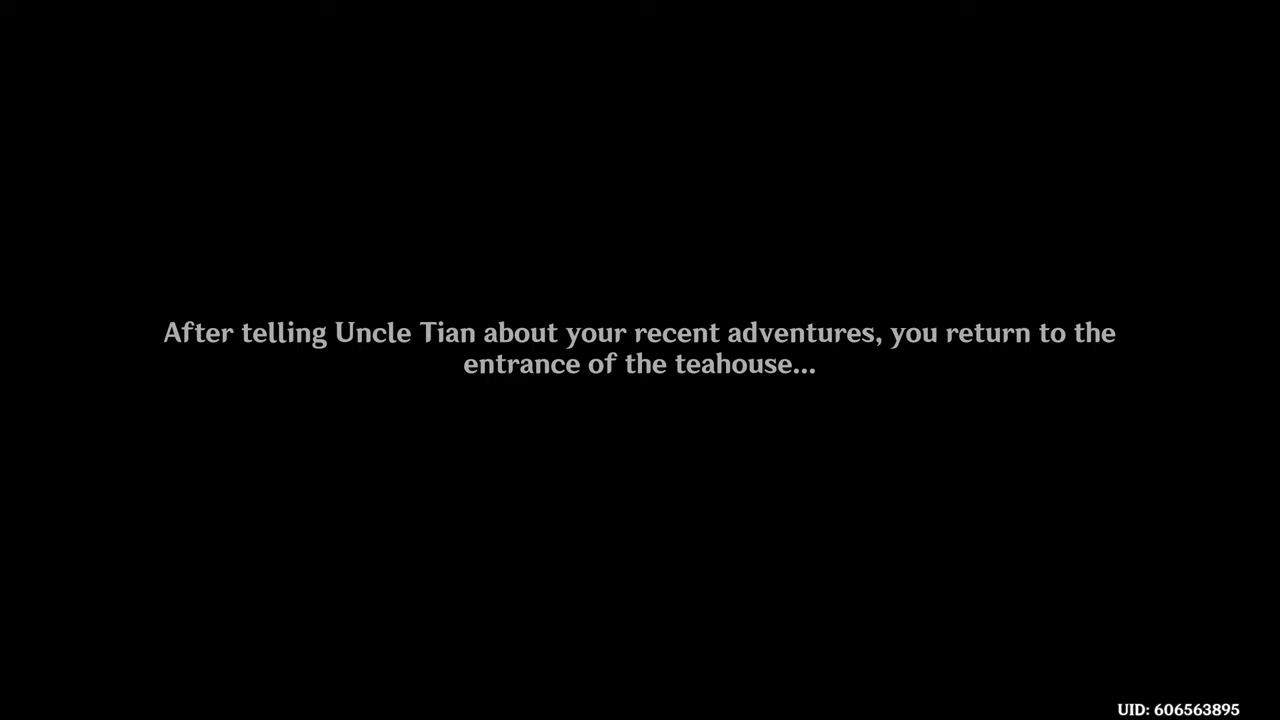 After telling Uncle Tian about your recent adventures, you return to the
entrance of the teahouse...
UID: 606563895